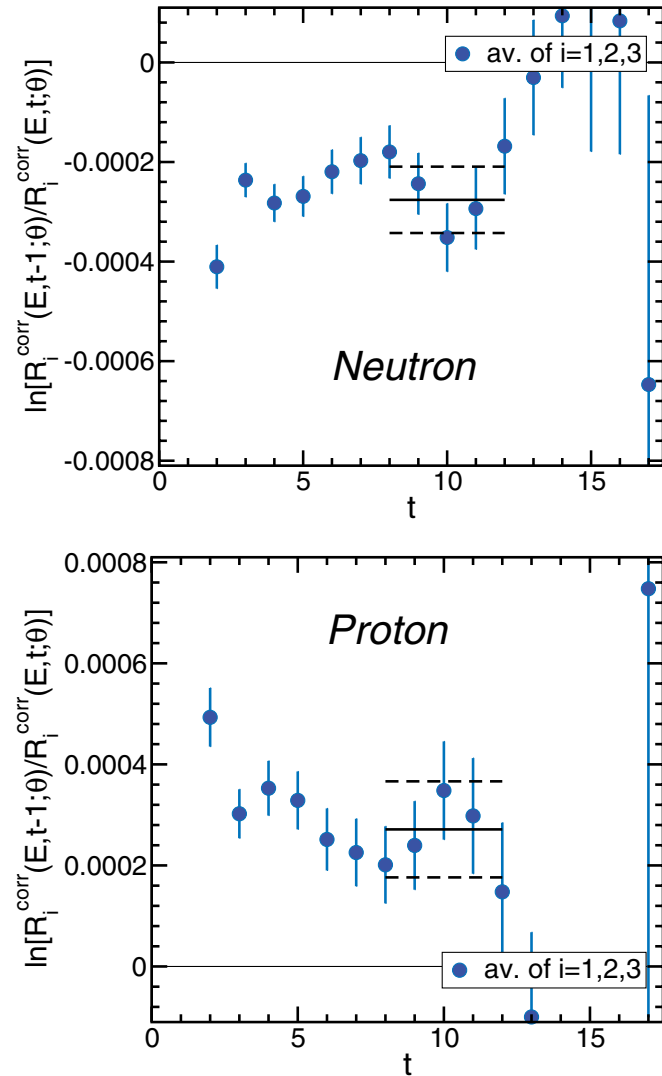 0
-0.0002
-0.0004
-0.0006
-0.0008
ln[R_i^corr(E,t-1;θ)/R_i^corr(E,t;θ)]
av. of i=1,2,3
Neutron
0 5 10 15
t
0.0008
0.0006
0.0004
0.0002
0
ln[R_i^corr(E,t-1;θ)/R_i^corr(E,t;θ)]
Proton
av. of i=1,2,3
0 5 10 15
t